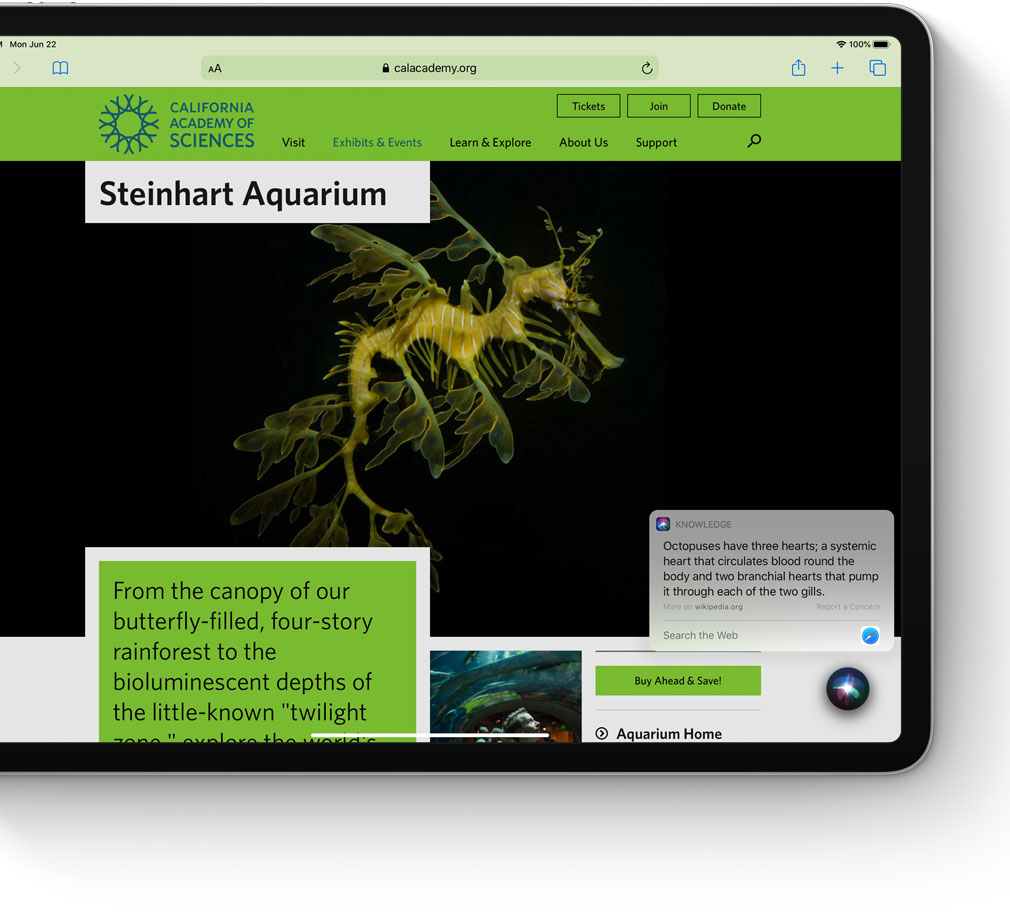 Mon Jun 22
100%
AA
calacademy.org
CALIFORNIA
ACADEMY OF
SCIENCES
Tickets
Join
Donate
Visit
Exhibits & Events
Learn & Explore
About Us
Support
Steinhart Aquarium
KNOWLEDGE
Octopuses have three hearts; a systemic
heart that circulates blood round the
body and two branchial hearts that pump
it through each of the two gills.
More on wikipedia.org
Report a Concern
Search the Web
From the canopy of our
butterfly-filled, four-story
rainforest to the
bioluminescent depths of
the little-known "twilight
zone," explore the world's
Buy Ahead & Save!
Aquarium Home